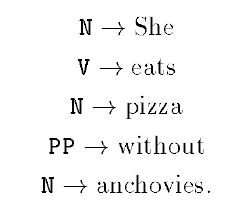 N → She
V → eats
N → pizza
PP → without
N → anchovies.